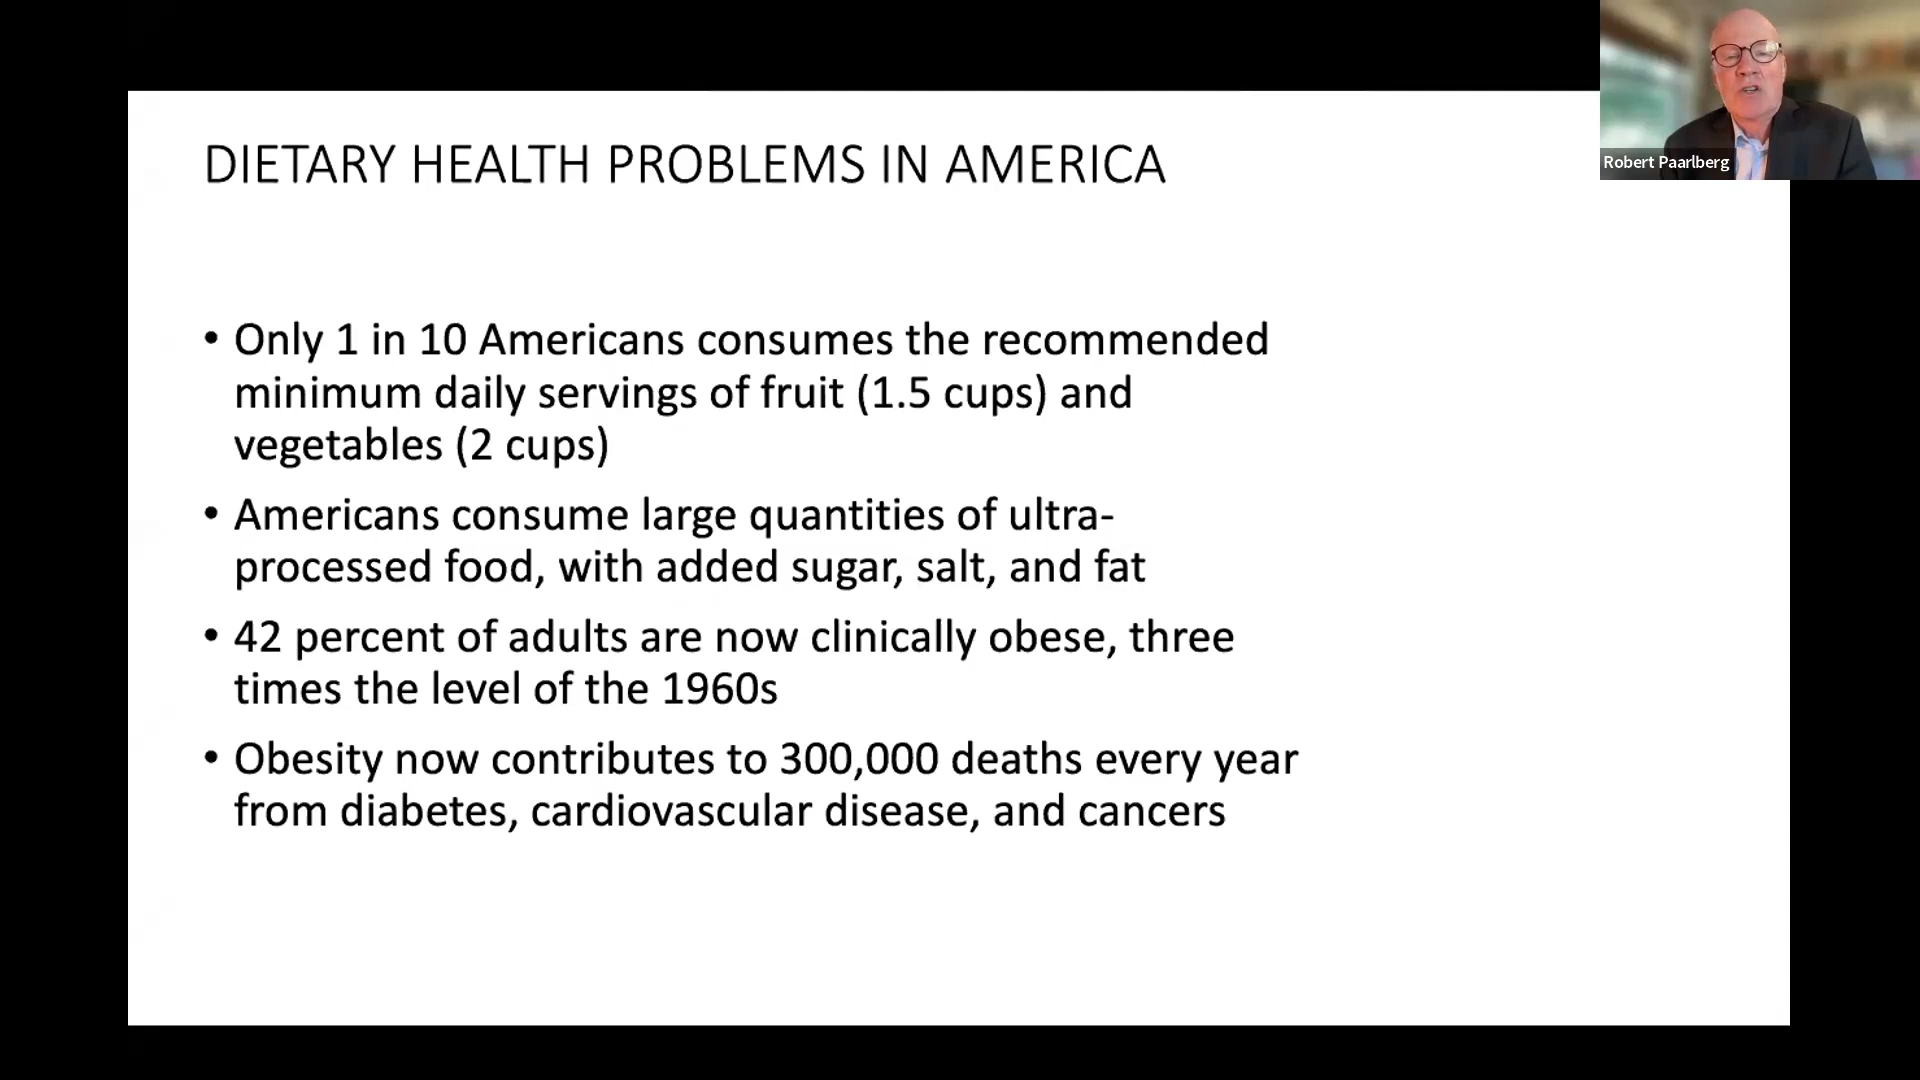 DIETARY HEALTH PROBLEMS IN AMERICA
Robert Paarlberg
• Only 1 in 10 Americans consumes the recommended
minimum daily servings of fruit (1.5 cups) and
vegetables (2 cups)
• Americans consume large quantities of ultra-
processed food, with added sugar, salt, and fat
• 42 percent of adults are now clinically obese, three
times the level of the 1960s
• Obesity now contributes to 300,000 deaths every year
from diabetes, cardiovascular disease, and cancers